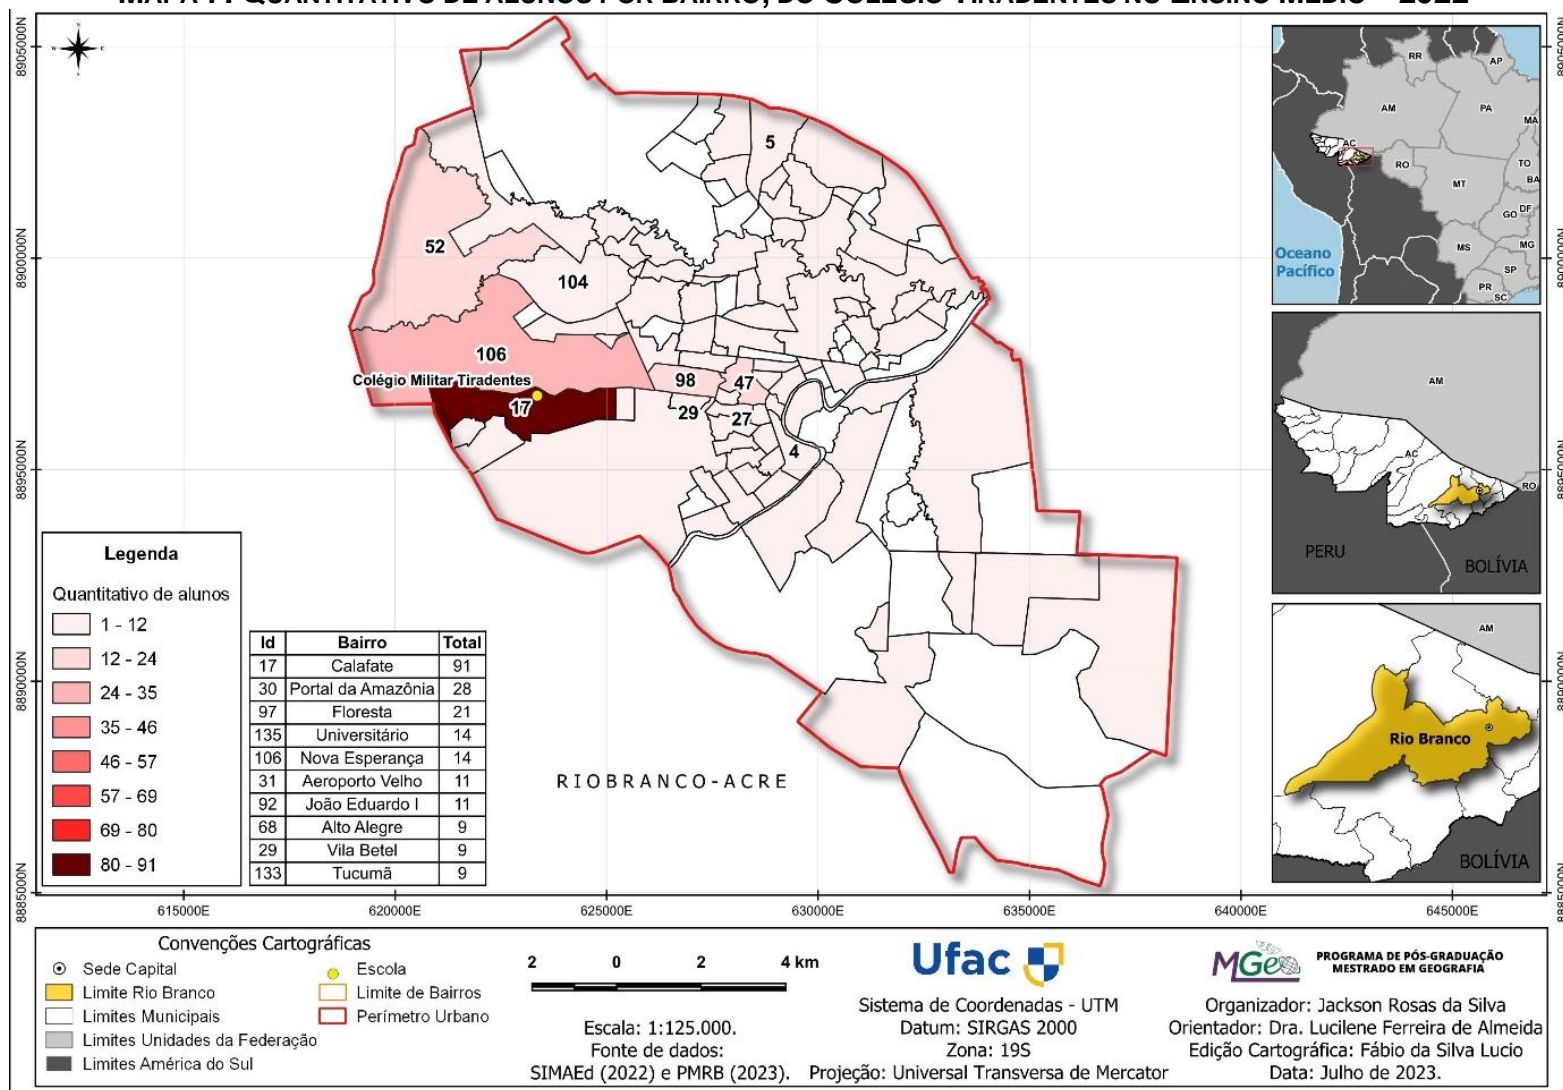 MAPA 7: QUANTITATIVO DE ALUNOS POR BAIRRO, DO COLÉGIO TIRADENTES NO ENSINO MÉDIO – 2022
N
W
E
S
8905000N
8900000N
8895000N
8890000N
8885000N
8905000N
8900000N
8895000N
8890000N
8885000N
5
52
104
106
Colégio Militar Tiradentes
17
98
47
29
27
4
RIOBRANCO-ACRE
Legenda
Quantitativo de alunos
1 - 12
12 - 24
24 - 35
35 - 46
46 - 57
57 - 69
69 - 80
80 - 91
Id Bairro Total
17 Calafate 91
30 Portal da Amazônia 28
97 Floresta 21
135 Universitário 14
106 Nova Esperança 14
31 Aeroporto Velho 11
92 João Eduardo I 11
68 Alto Alegre 9
29 Vila Betel 9
133 Tucumã 9
615000E 620000E 625000E 630000E 635000E 640000E 645000E
RR
AP
AM
PA
MA
AC
RO
TO
BA
MT
GO
DF
MS
MG
SP
PR
SC
Oceano
Pacífico
AM
AC
RO
PERU
BOLÍVIA
AM
Rio Branco
BOLÍVIA
Convenções Cartográficas
Sede Capital
Limite Rio Branco
Limites Municipais
Limites Unidades da Federação
Limites América do Sul
Escola
Limite de Bairros
Perímetro Urbano
2 0 2 4 km
Escala: 1:125.000.
Fonte de dados:
SIMAEd (2022) e PMRB (2023).
Ufac
Sistema de Coordenadas - UTM
Datum: SIRGAS 2000
Zona: 19S
Projeção: Universal Transversa de Mercator
MGeo
PROGRAMA DE PÓS-GRADUAÇÃO
MESTRADO EM GEOGRAFIA
Organizador: Jackson Rosas da Silva
Orientador: Dra. Lucilene Ferreira de Almeida
Edição Cartográfica: Fábio da Silva Lucio
Data: Julho de 2023.